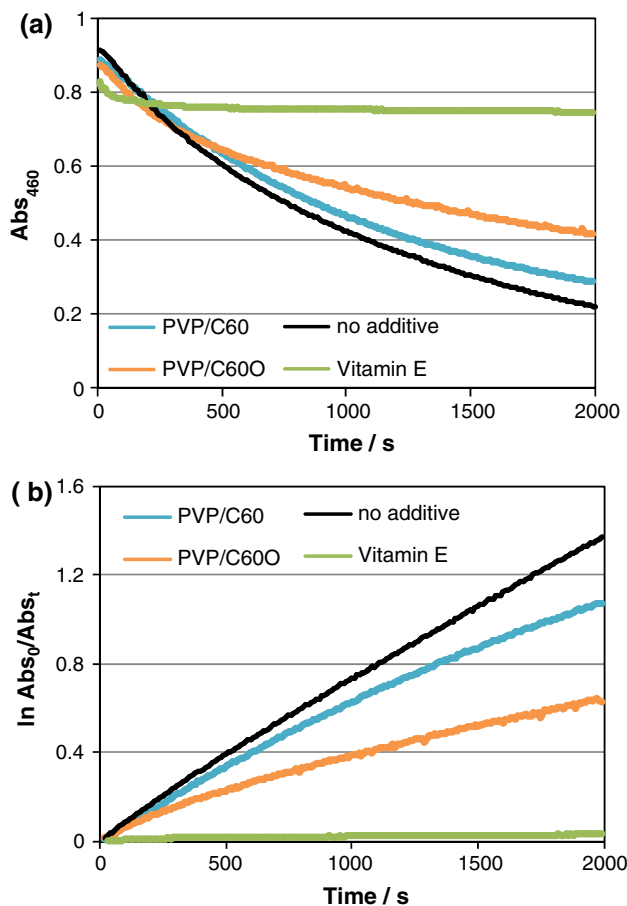 (a)
1
0.8
0.6
0.4
0.2
0
Abs460
PVP/C60 no additive
PVP/C60O Vitamin E
0 500 1000 1500 2000
Time / s
( b)
1.6
1.2
0.8
0.4
0
ln Abs0/Abst
PVP/C60 no additive
PVP/C60O Vitamin E
0 500 1000 1500 2000
Time / s